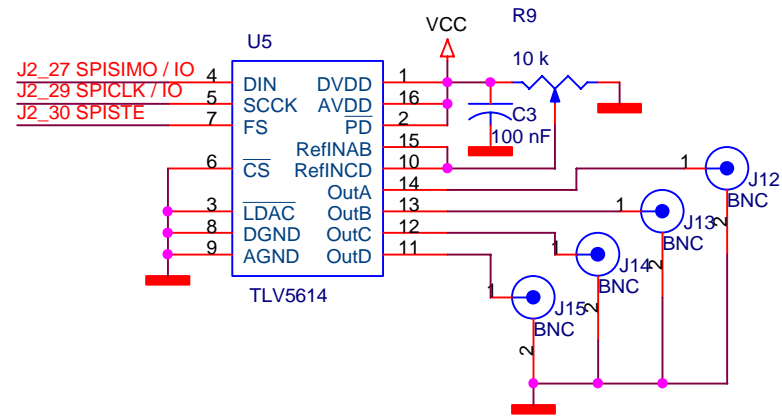 R9
VCC
U5
10 k
J2_27 SPISIMO / IO
4
DIN
DVDD
1
J2_29 SPICLK / IO
5
SCCK
AVDD
16
C3
J2_30 SPISTE
7
FS
PD
2
100 nF
RefINAB
15
6
CS
RefINCD
10
1
J12
OutA
14
BNC
3
LDAC
OutB
13
1
J13
BNC
2
8
DGND
OutC
12
1
J14
BNC
2
9
AGND
OutD
11
1
J15
BNC
2
TLV5614
2